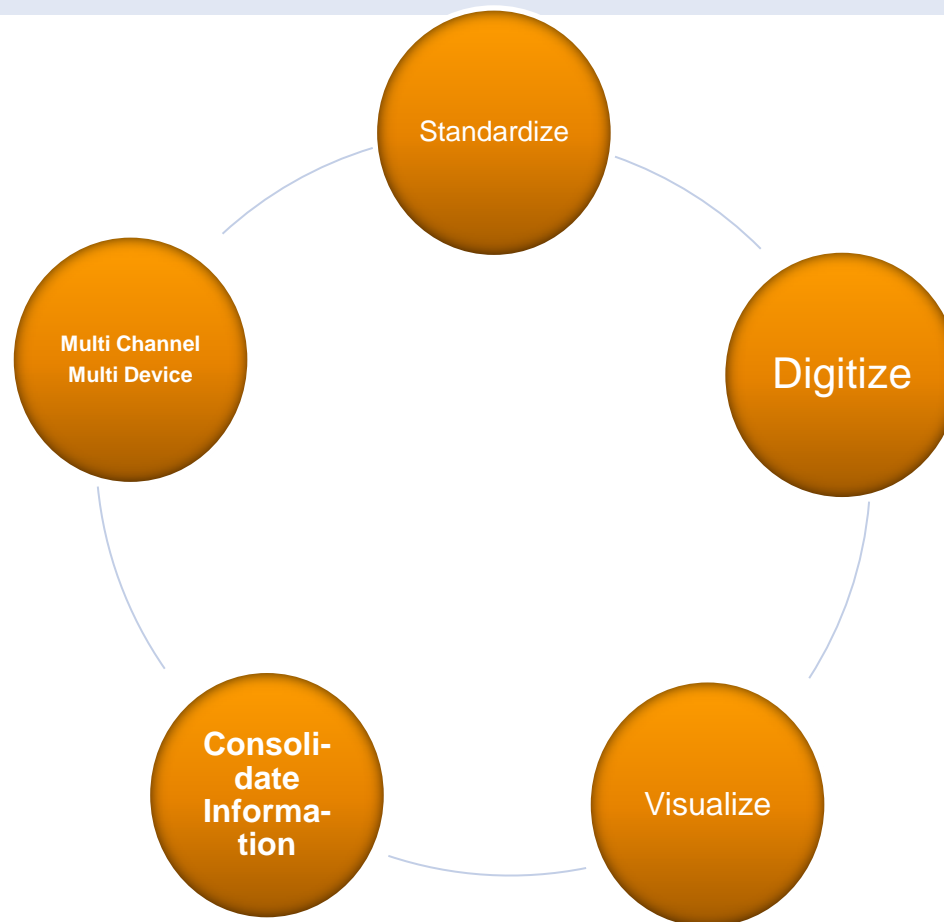 Standardize
Digitize
Visualize
Consoli-
date
Informa-
tion
Multi Channel
Multi Device